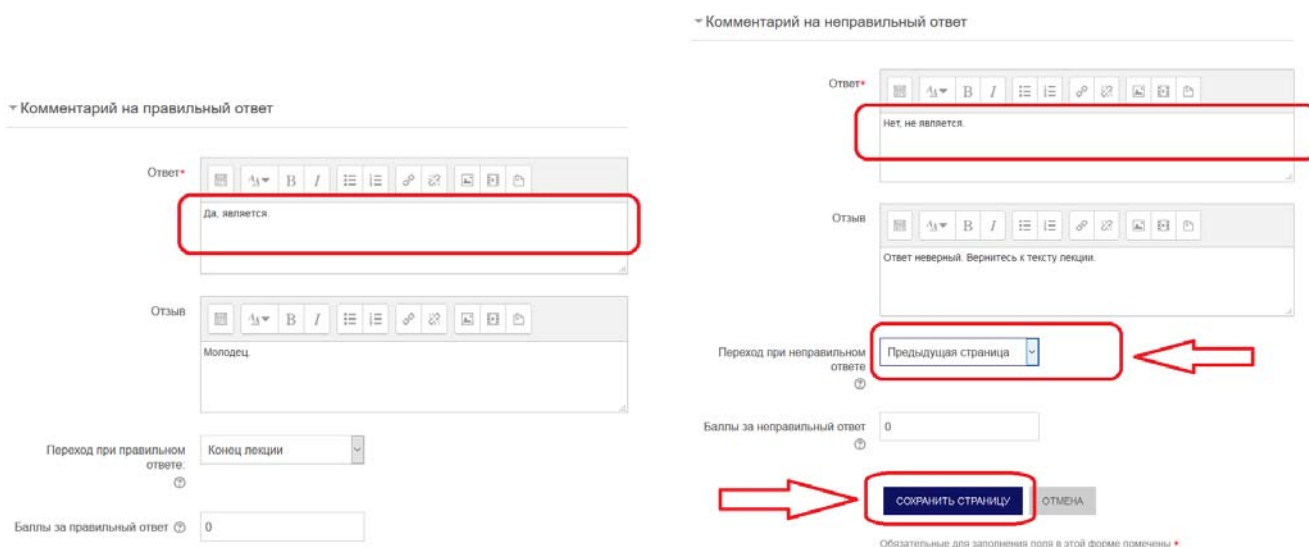 Комментарий на правильный ответ
Ответ*
B I
Да, является.
Отзыв
B I
Молодец.
Переход при правильном
ответе:
Конец лекции
Баллы за правильный ответ
0
Комментарий на неправильный ответ
Ответ*
B I
Нет, не является.
Отзыв
B I
Ответ неверный. Вернитесь к тексту лекции.
Переход при неправильном
ответе
Предыдущая страница
Баллы за неправильный ответ
0
СОХРАНИТЬ СТРАНИЦУ ОТМЕНА
Обязательные для заполнения поля в этой форме помечены *